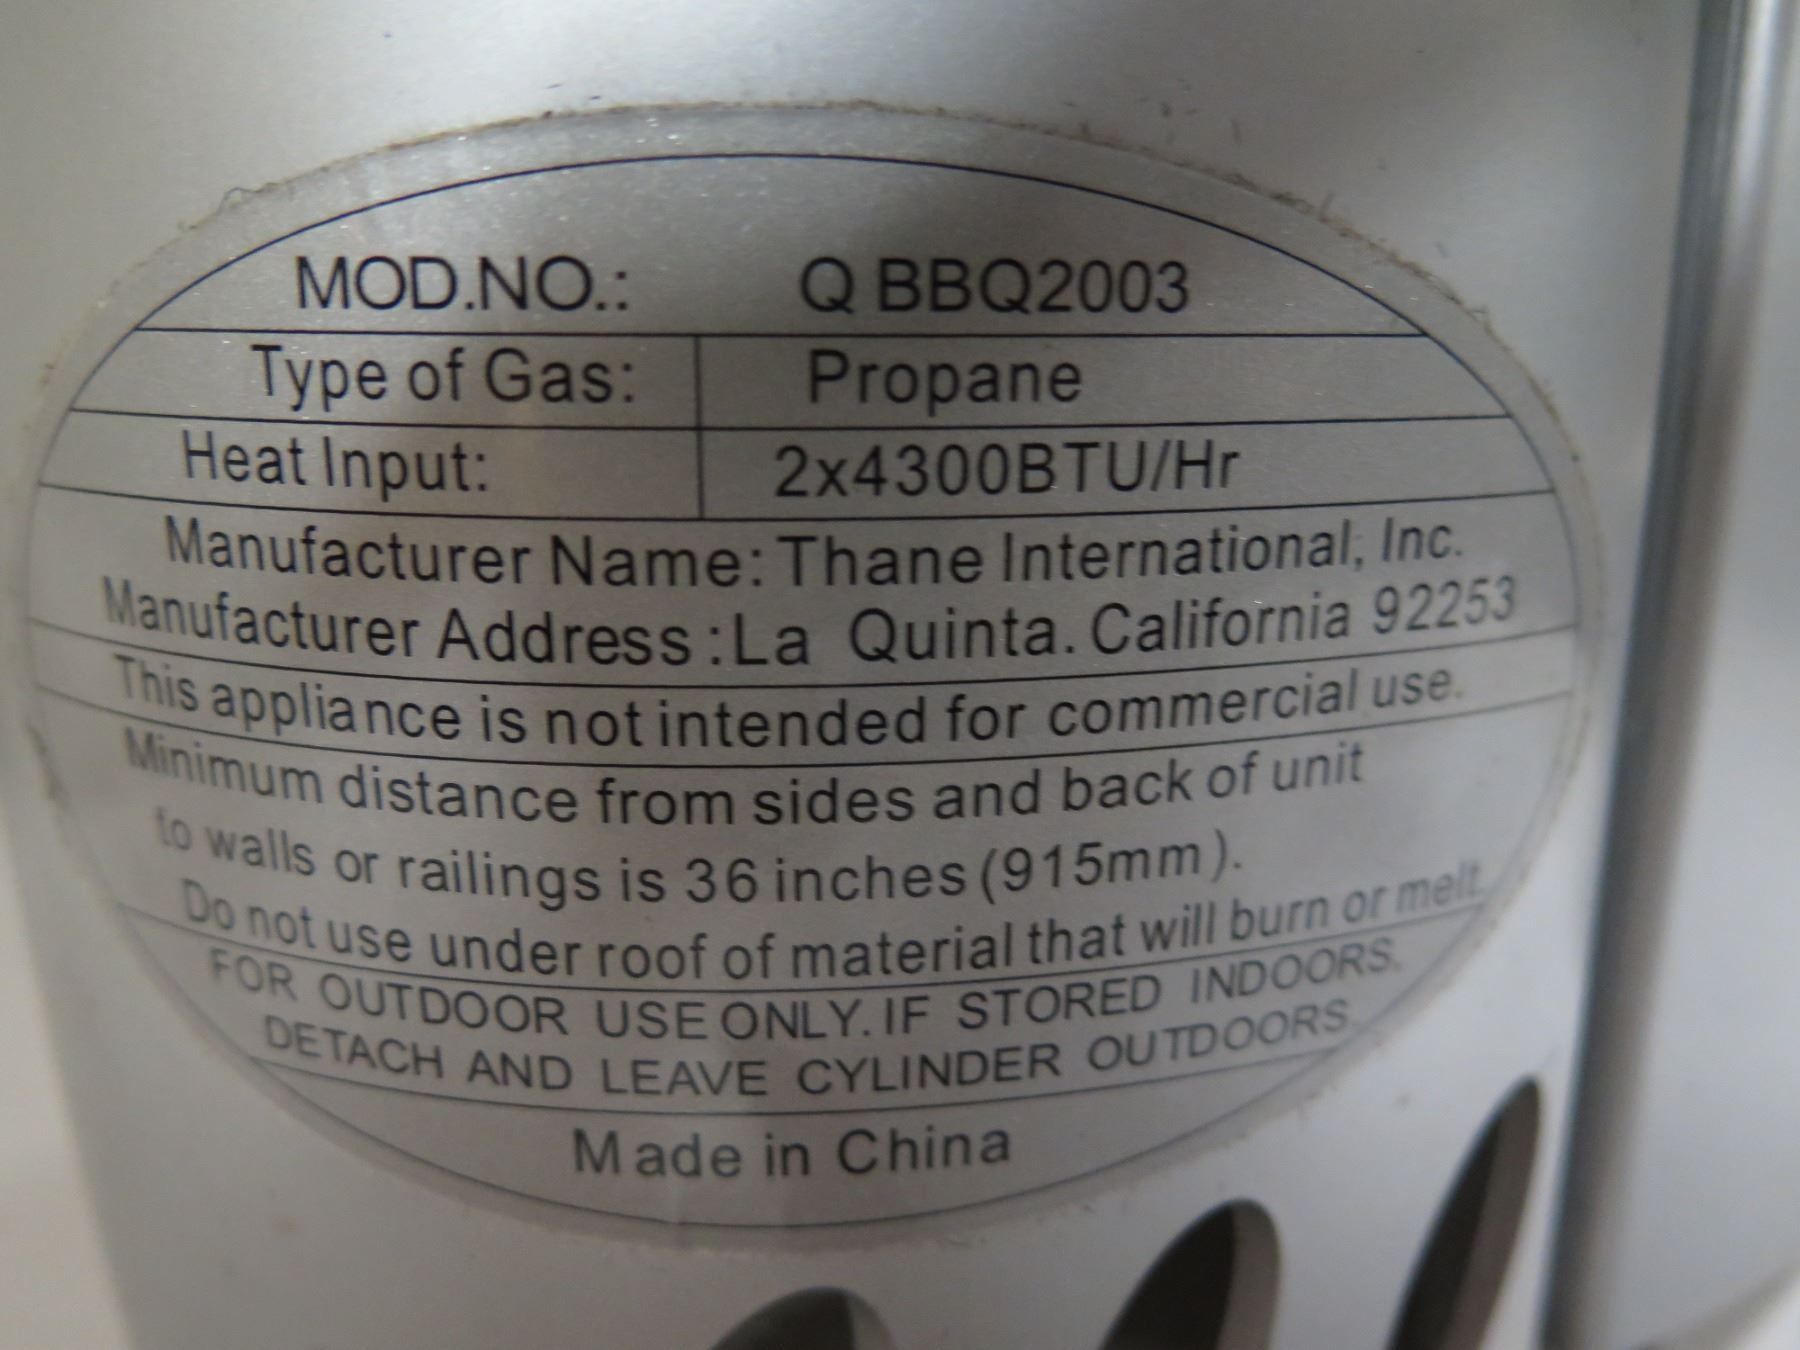 MOD.NO.: Q BBQ2003
Type of Gas: Propane
Heat Input: 2x4300BTU/Hr
Manufacturer Name: Thane International, Inc.
Manufacturer Address :La Quinta. California 92253
This appliance is not intended for commercial use.
Minimum distance from sides and back of unit
to walls or railings is 36 inches (915mm).
Do not use under roof of material that will burn or melt.
FOR OUTDOOR USE ONLY. IF STORED INDOORS,
DETACH AND LEAVE CYLINDER OUTDOORS.
Made in China